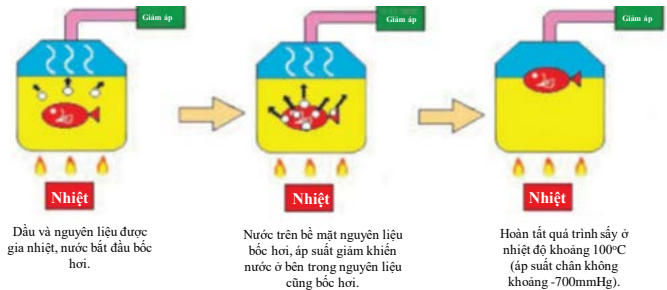 Giảm áp
Giảm áp
Giảm áp
Nhiệt
Nhiệt
Nhiệt
Dầu và nguyên liệu được
gia nhiệt, nước bắt đầu bốc
hơi.
Nước trên bề mặt nguyên liệu
bốc hơi, áp suất giảm khiến
nước ở bên trong nguyên liệu
cũng bốc hơi.
Hoàn tất quá trình sấy ở
nhiệt độ khoảng 100°C
(áp suất chân không
khoảng -700mmHg).